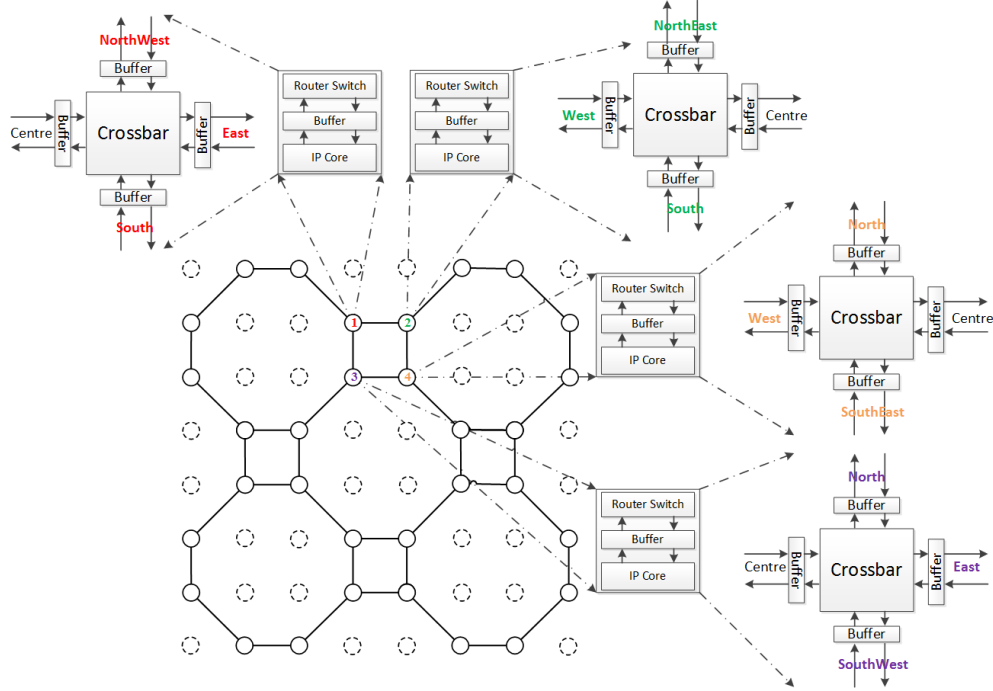 NorthWest
Buffer
Centre
Buffer
Crossbar
Buffer
East
Buffer
South
Router Switch
Buffer
IP Core
Router Switch
Buffer
IP Core
NorthEast
Buffer
West
Buffer
Crossbar
Buffer
Centre
Buffer
South
1
2
3
4
Router Switch
Buffer
IP Core
North
Buffer
West
Buffer
Crossbar
Buffer
Centre
Buffer
SouthEast
Router Switch
Buffer
IP Core
North
Buffer
Centre
Buffer
Crossbar
Buffer
East
Buffer
SouthWest